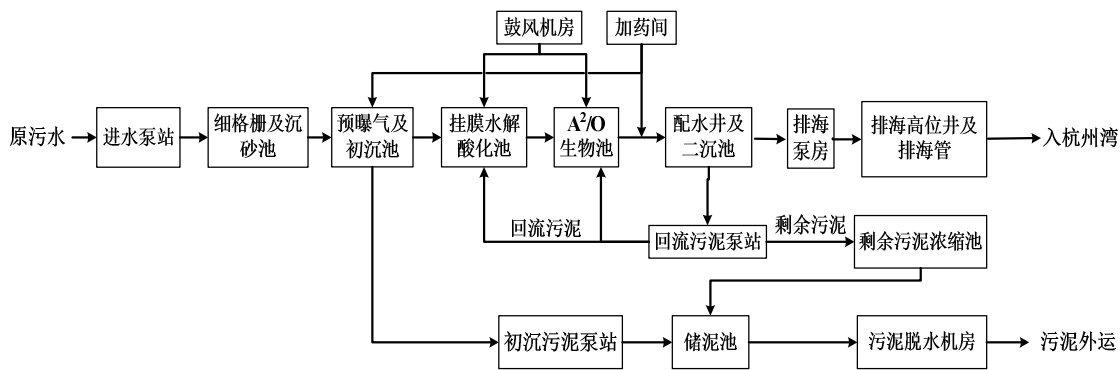 鼓风机房
加药间
原污水
进水泵站
细格栅及沉
砂池
预曝气及
初沉池
挂膜水解
酸化池
A²/O
生物池
配水井及
二沉池
排海
泵房
排海高位井及
排海管
入杭州湾
回流污泥
回流污泥泵站
剩余污泥
剩余污泥浓缩池
初沉污泥泵站
储泥池
污泥脱水机房
污泥外运